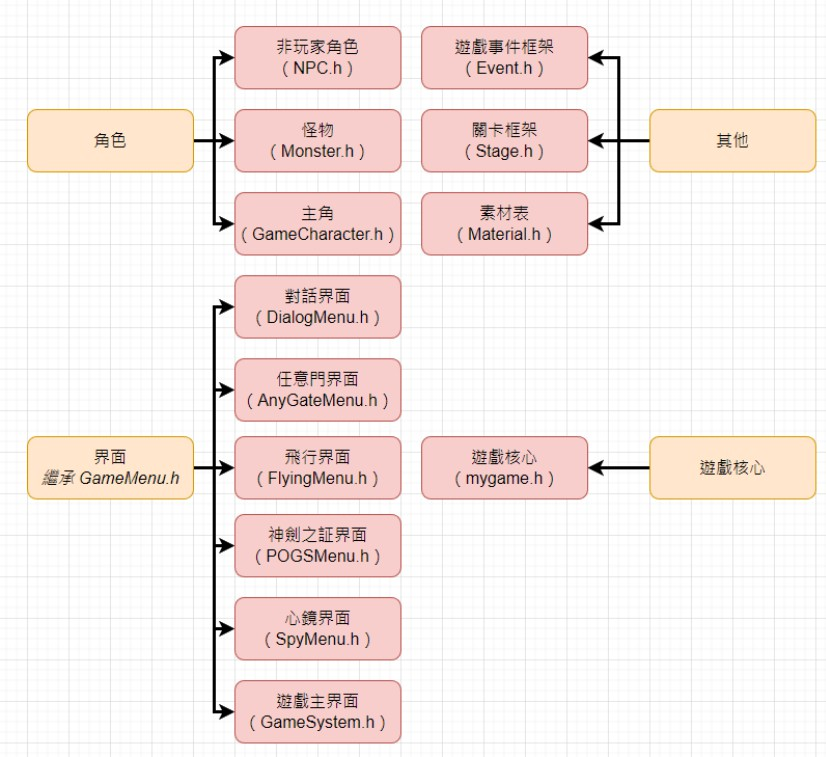 角色
非玩家角色
（NPC.h）
怪物
（Monster.h）
主角
（GameCharacter.h）
遊戲事件框架
（Event.h）
關卡框架
（Stage.h）
素材表
（Material.h）
其他
界面
繼承 GameMenu.h
對話界面
（DialogMenu.h）
任意門界面
（AnyGateMenu.h）
飛行界面
（FlyingMenu.h）
神劍之証界面
（POGSMenu.h）
心鏡界面
（SpyMenu.h）
遊戲主界面
（GameSystem.h）
遊戲核心
（mygame.h）
遊戲核心